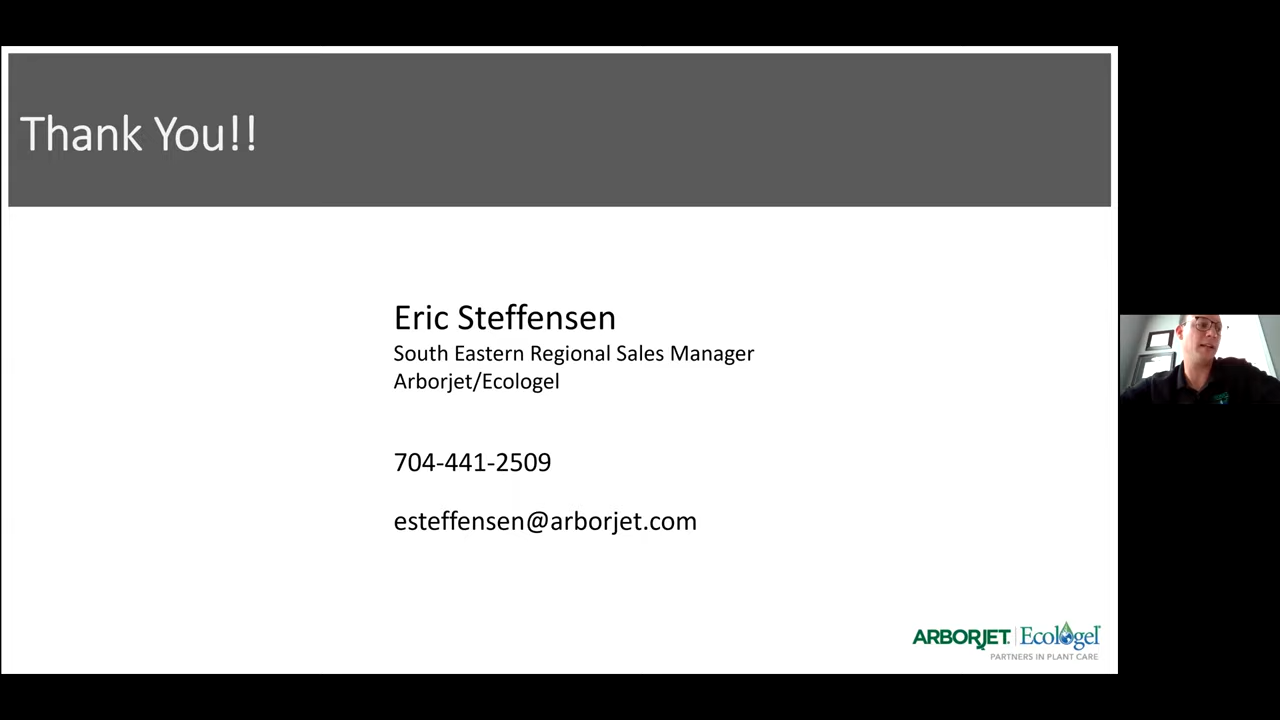 Thank You!!
Eric Steffensen
South Eastern Regional Sales Manager
Arborjet/Ecologel
704-441-2509
esteffensen@arborjet.com
ARBORJET | Ecologel
PARTNERS IN PLANT CARE